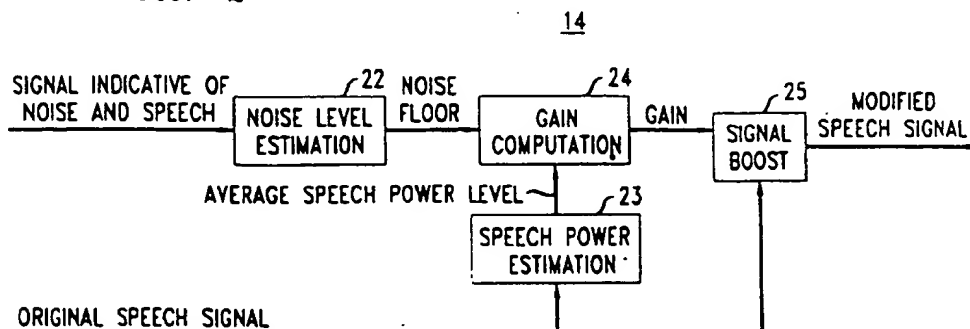 14
SIGNAL INDICATIVE OF
NOISE AND SPEECH
22
NOISE LEVEL
ESTIMATION
NOISE
FLOOR
24
GAIN
COMPUTATION
GAIN
25
SIGNAL
BOOST
MODIFIED
SPEECH SIGNAL
AVERAGE SPEECH POWER LEVEL
23
SPEECH POWER
ESTIMATION
ORIGINAL SPEECH SIGNAL